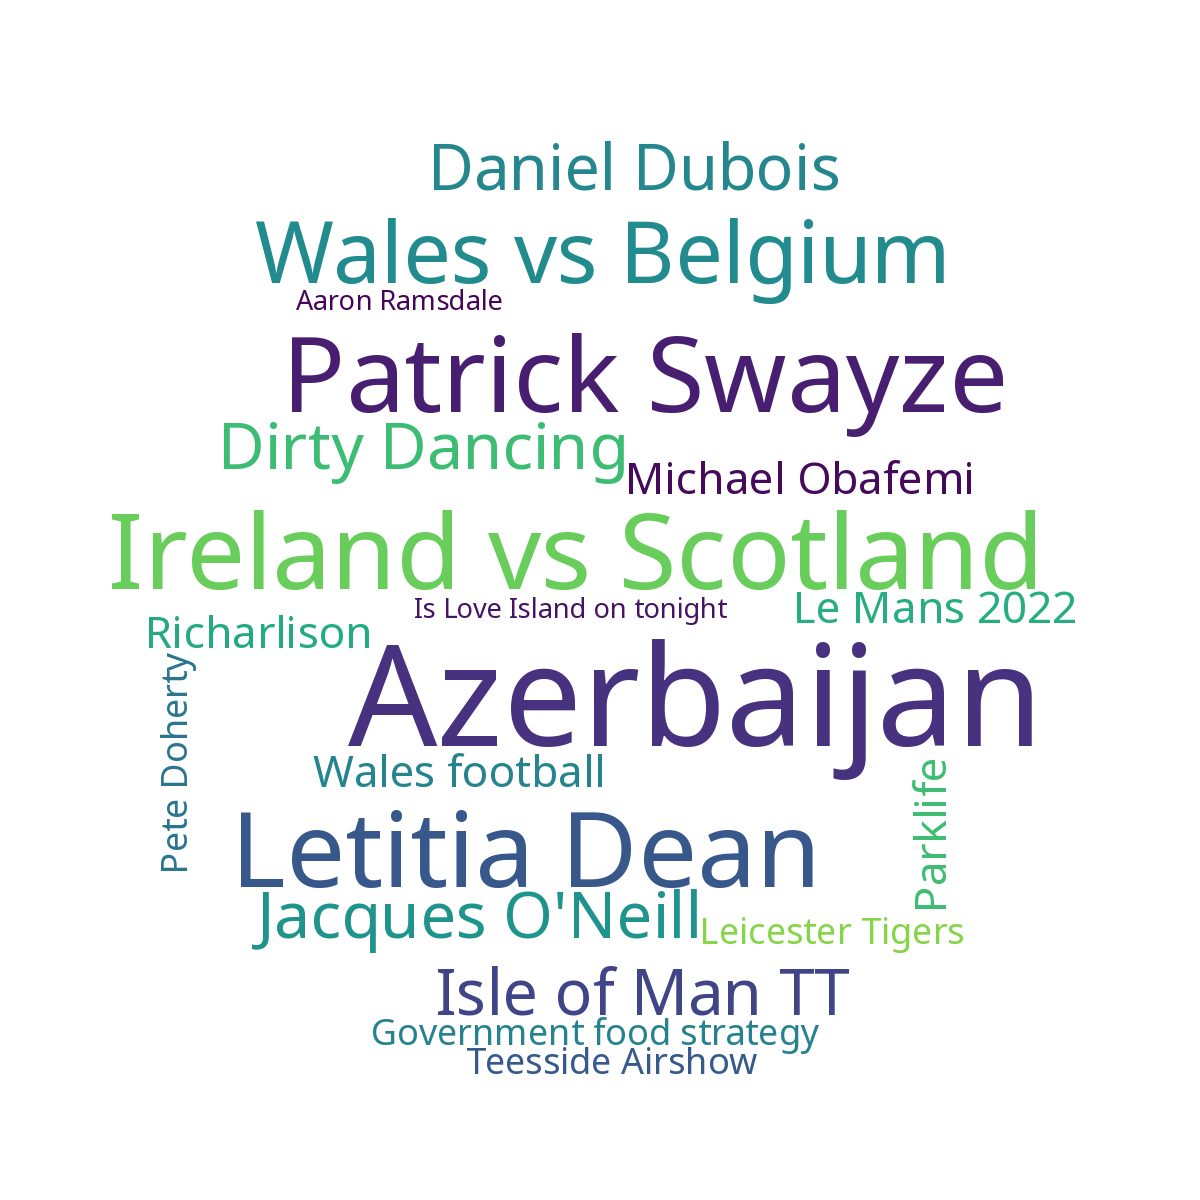 Daniel Dubois
Wales vs Belgium
Aaron Ramsdale
Patrick Swayze
Dirty Dancing
Michael Obafemi
Ireland vs Scotland
Is Love Island on tonight
Le Mans 2022
Richarlison
Azerbaijan
Pete Doherty
Wales football
Parklife
Letitia Dean
Jacques O'Neill
Leicester Tigers
Isle of Man TT
Government food strategy
Teesside Airshow